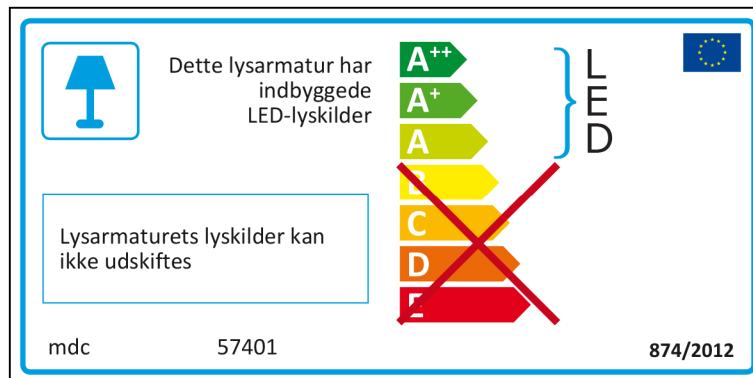 Dette lysarmatur har
indbyggede
LED-lyskilder
A++
A+
A
B
C
D
E
L
E
D
Lysarmaturets lyskilder kan
ikke udskiftes
mdc 57401
874/2012